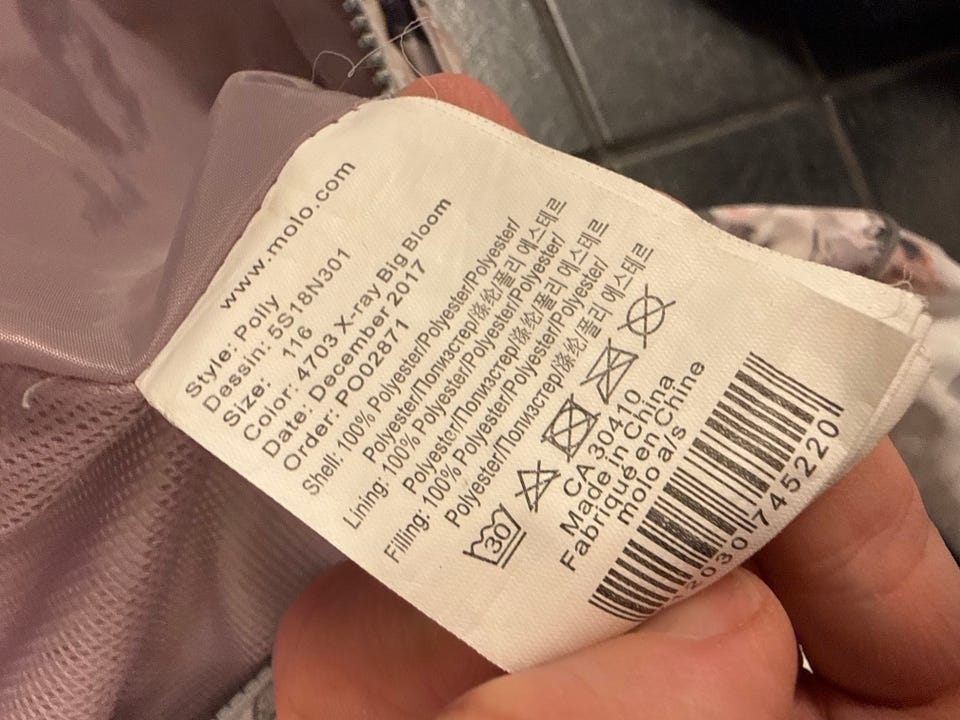 www.molo.com
Style: Polly
Dessin: 5S18N301
Size: 116
Color: 4703 X-ray Big Bloom
Date: December 2017
Order: PO02871
Shell: 100% Polyester/Polyester/Polyester/
Polyester/Полиэстер/涤纶/폴리 에스테르
Lining: 100% Polyester/Polyester/Polyester/
Polyester/Полиэстер/涤纶/폴리 에스테르
Filling: 100% Polyester/Polyester/Polyester/
Polyester/Полиэстер/涤纶/폴리 에스테르
30
CA 30410
Made in China
Fabriqué en Chine
molo a/s
2030 745220